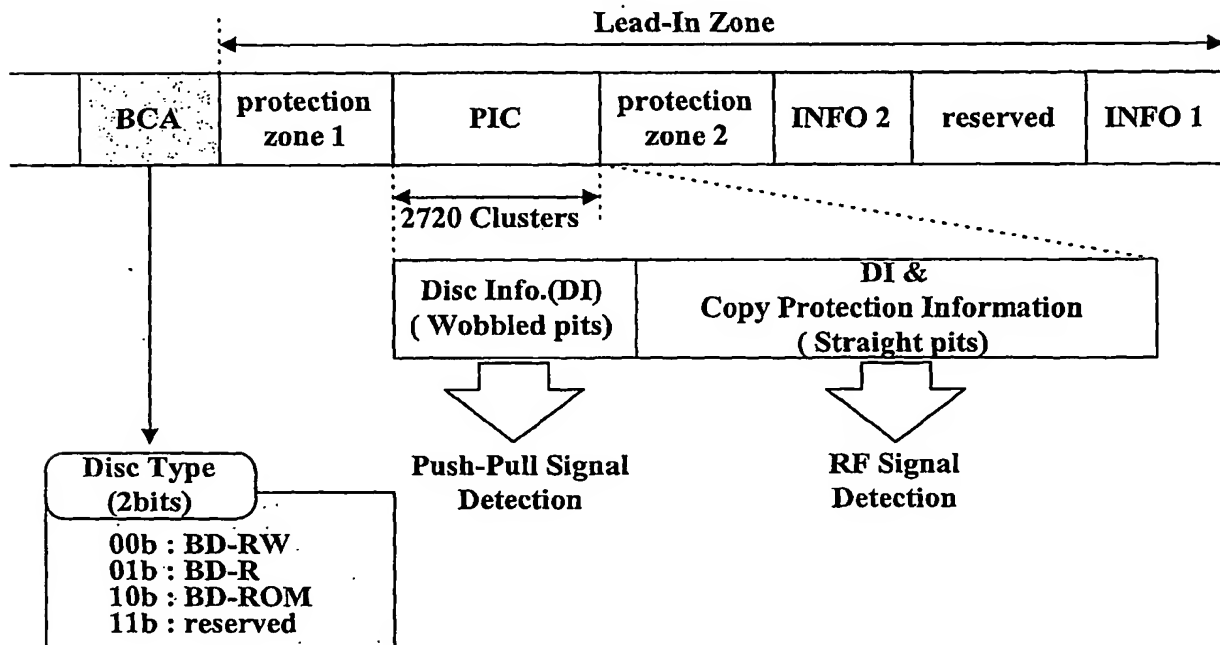 Lead-In Zone
BCA
protection
zone 1
PIC
protection
zone 2
INFO 2
reserved
INFO 1
2720 Clusters
Disc Info.(DI)
( Wobbled pits)
DI &
Copy Protection Information
( Straight pits)
Push-Pull Signal
Detection
RF Signal
Detection
Disc Type
(2bits)
00b : BD-RW
01b : BD-R
10b : BD-ROM
11b : reserved